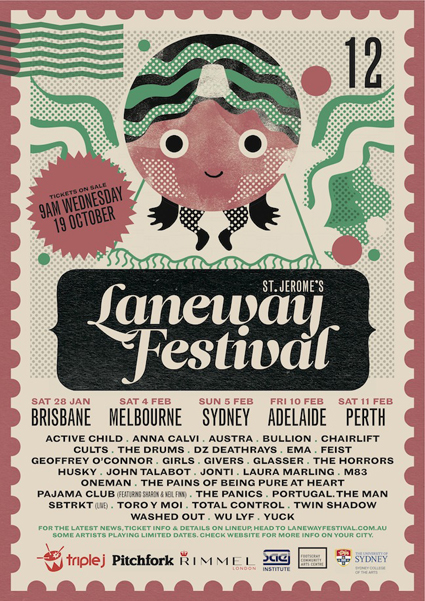 12
TICKETS ON SALE
9AM WEDNESDAY
19 OCTOBER
ST. JEROME'S
Laneway
Festival
SAT 28 JAN SAT 4 FEB SUN 5 FEB FRI 10 FEB SAT 11 FEB
BRISBANE MELBOURNE SYDNEY ADELAIDE PERTH
ACTIVE CHILD . ANNA CALVI . AUSTRA . BULLION . CHAIRLIFT
CULTS . THE DRUMS . DZ DEATHRAYS . EMA . FEIST
GEOFFREY O'CONNOR . GIRLS . GIVERS . GLASSER . THE HORRORS
HUSKY . JOHN TALABOT . JONTI . LAURA MARLING . M83
ONEMAN . THE PAINS OF BEING PURE AT HEART
PAJAMA CLUB (FEATURING SHARON & NEIL FINN) . THE PANICS . PORTUGAL.THE MAN
SBTRKT (LIVE) . TORO Y MOI . TOTAL CONTROL . TWIN SHADOW
WASHED OUT . WU LYF . YUCK
FOR THE LATEST NEWS, TICKET INFO & DETAILS ON LINEUP, HEAD TO LANEWAYFESTIVAL.COM.AU
SOME ARTISTS PLAYING LIMITED DATES. CHECK WEBSITE FOR MORE INFO ON YOUR CITY.
triple j Pitchfork RIMMEL LONDON SAE INSTITUTE FOOTSCRAY COMMUNITY ARTS CENTRE THE UNIVERSITY OF SYDNEY
SYDNEY COLLEGE OF THE ARTS